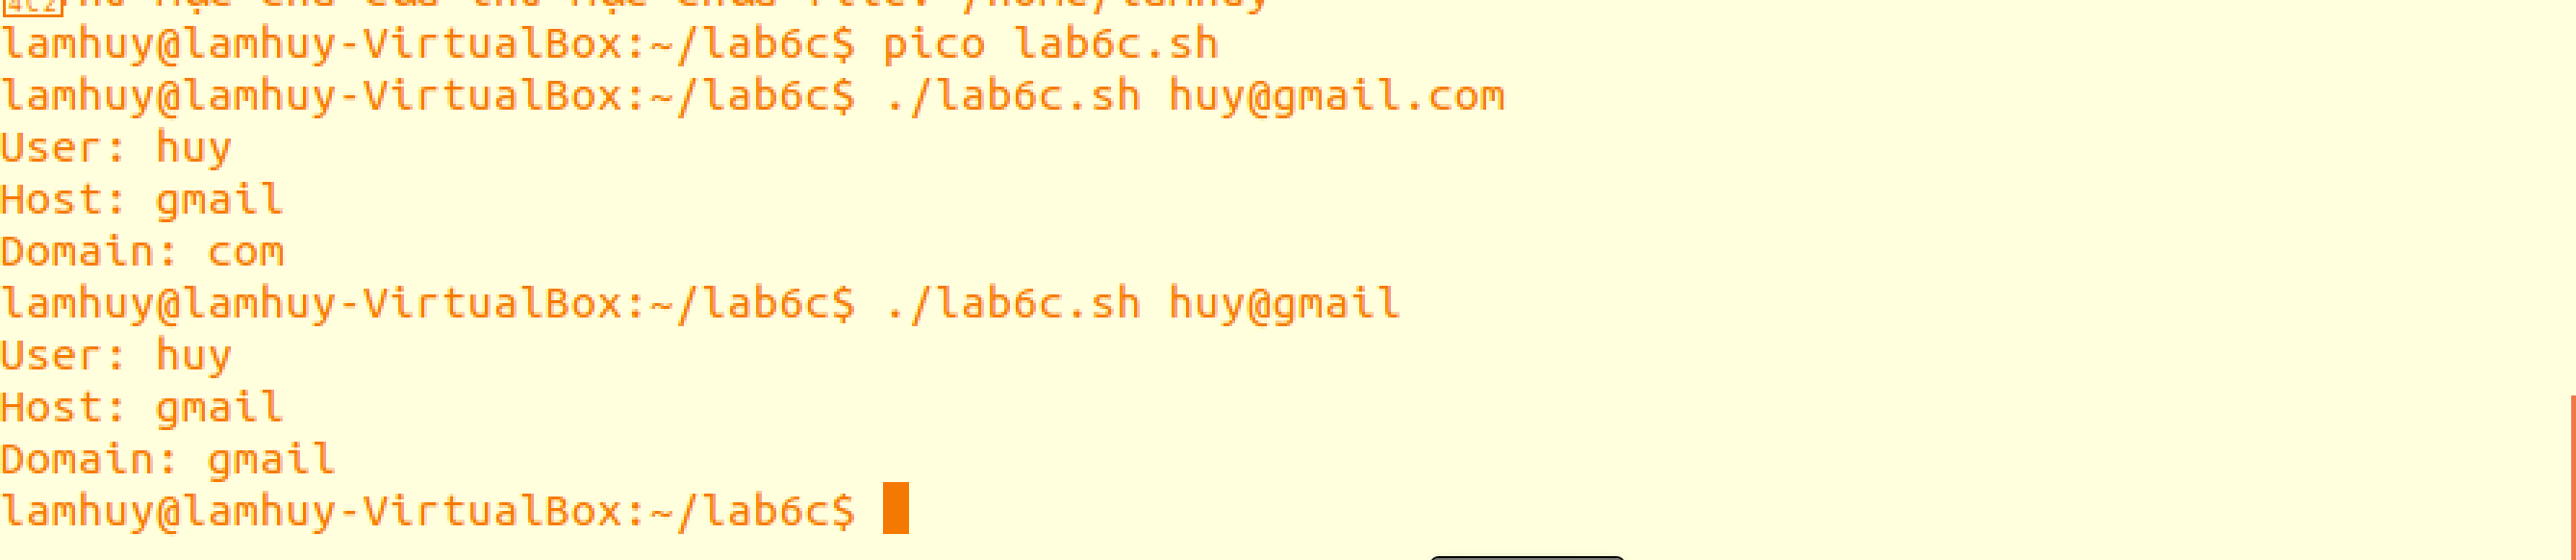 lamhuy@lamhuy-VirtualBox:~/lab6c$ pico lab6c.sh
lamhuy@lamhuy-VirtualBox:~/lab6c$ ./lab6c.sh huy@gmail.com
User: huy
Host: gmail
Domain: com
lamhuy@lamhuy-VirtualBox:~/lab6c$ ./lab6c.sh huy@gmail
User: huy
Host: gmail
Domain: gmail
lamhuy@lamhuy-VirtualBox:~/lab6c$